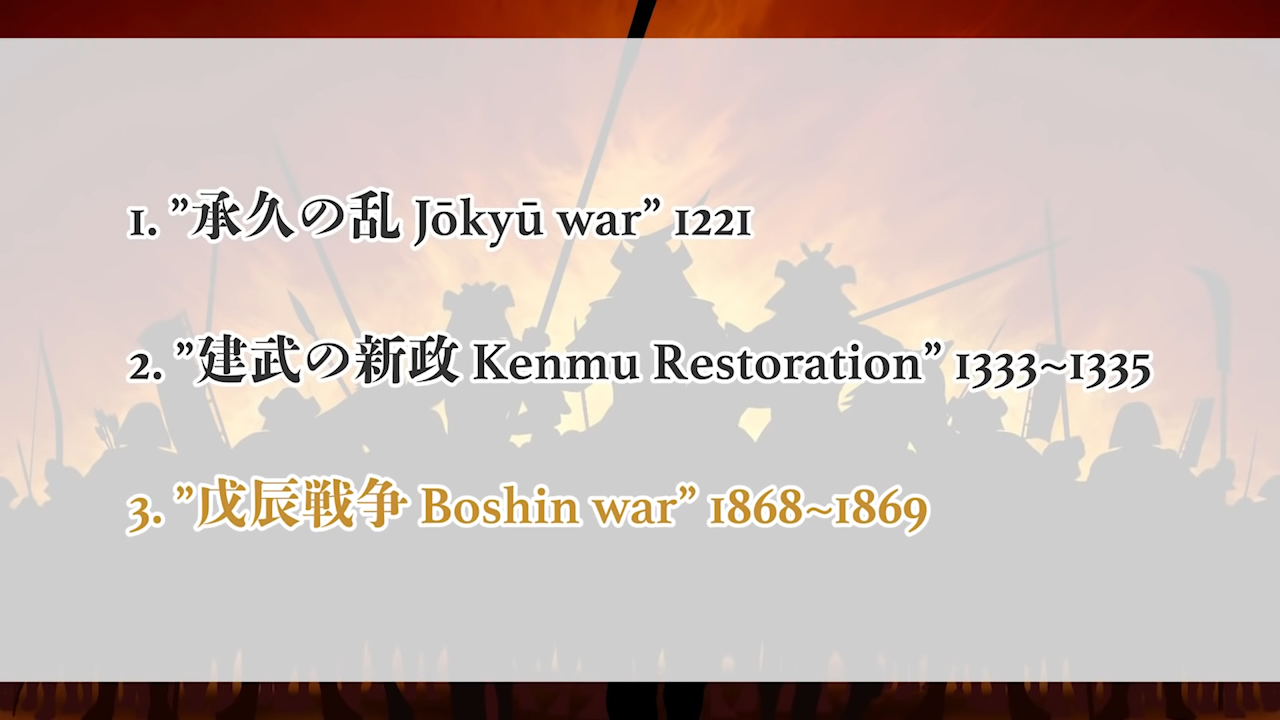 1. ”承久の乱 Jōkyū war” 1221
2. ”建武の新政 Kenmu Restoration” 1333~1335
3. ”戊辰戦争 Boshin war” 1868~1869